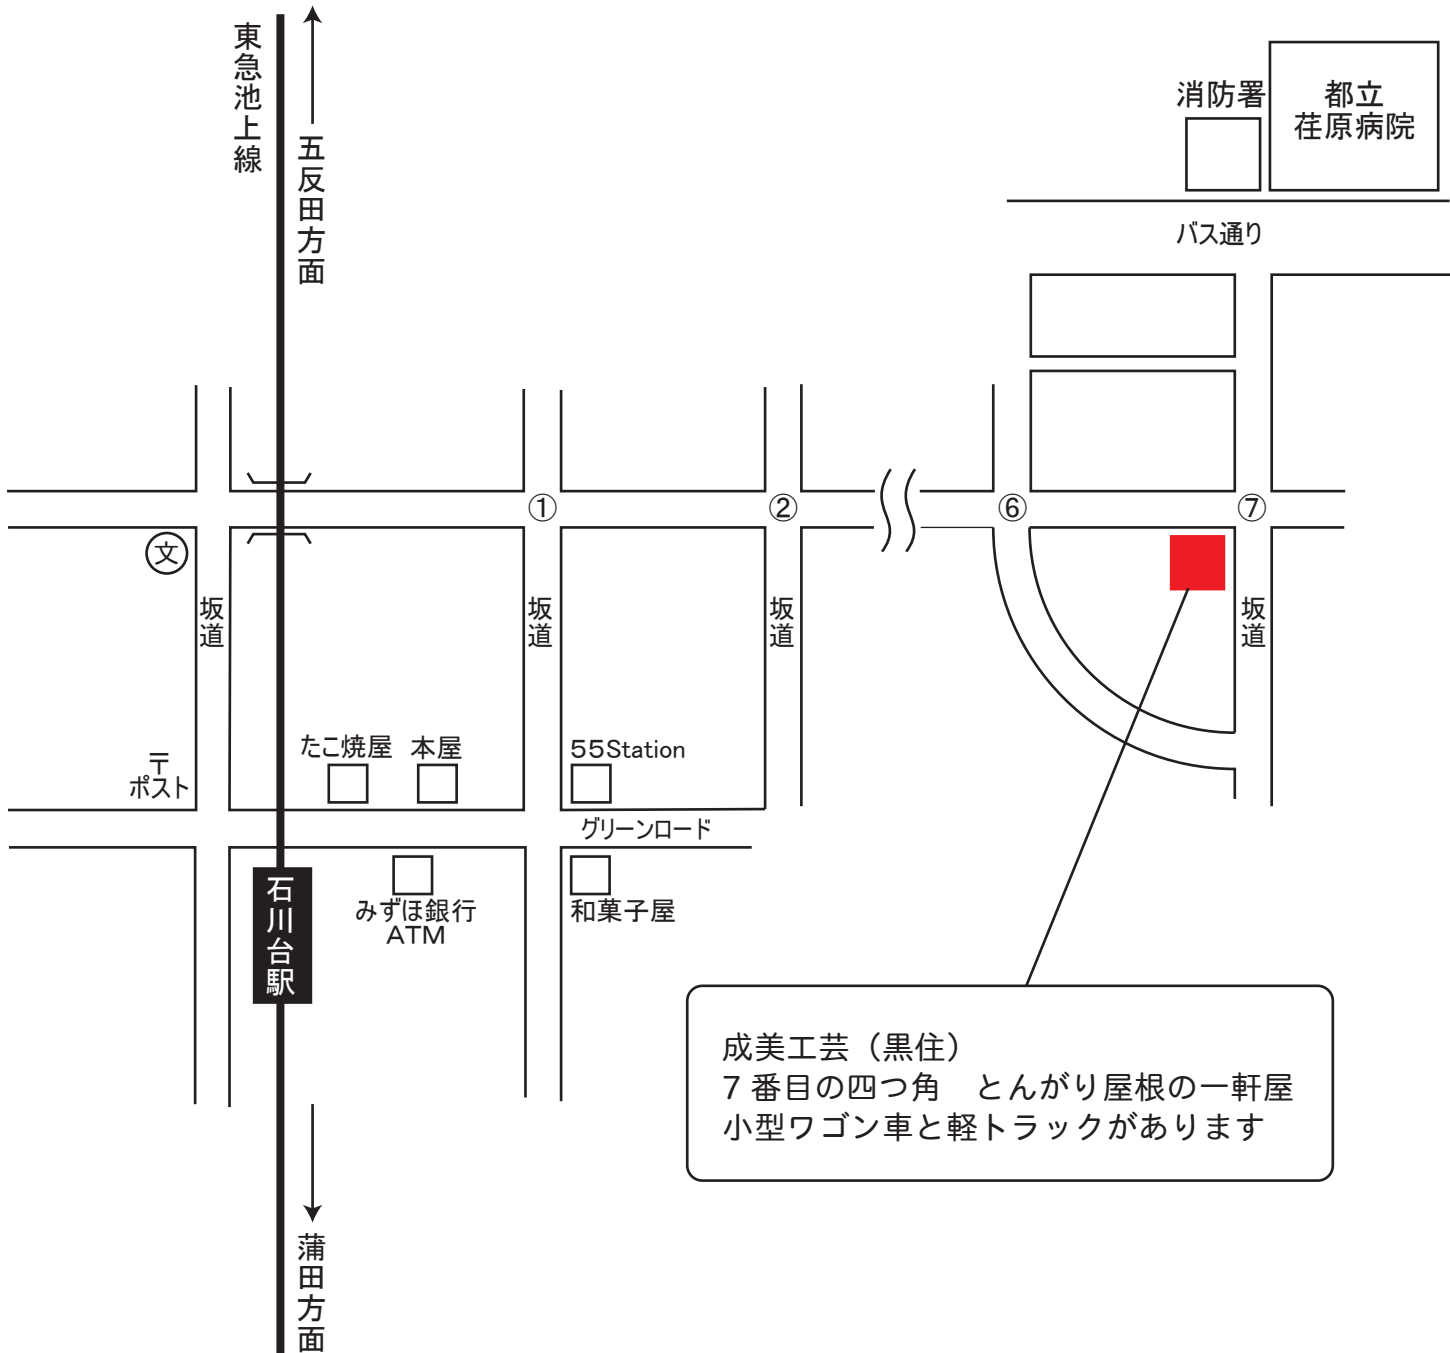 東急池上線
五反田方面
消防署
都立
荏原病院
バス通り
①
②
⑥
⑦
文
坂道
坂道
坂道
坂道
〒
ポスト
たこ焼屋
本屋
55Station
グリーンロード
石川台駅
みずほ銀行
ATM
和菓子屋
成美工芸（黒住）
7番目の四つ角　とんがり屋根の一軒屋
小型ワゴン車と軽トラックがあります
蒲田方面